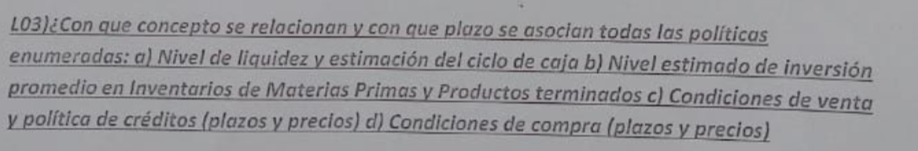 L03)¿Con que concepto se relacionan y con que plazo se asocian todas las políticas
enumeradas: a) Nivel de liquidez y estimación del ciclo de caja b) Nivel estimado de inversión
promedio en Inventarios de Materias Primas y Productos terminados c) Condiciones de venta
y política de créditos (plazos y precios) d) Condiciones de compra (plazos y precios)